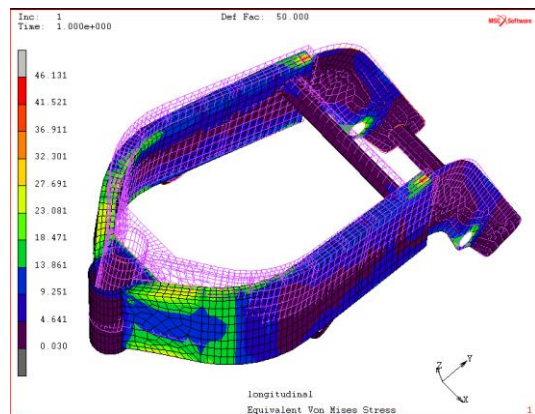 Inc: 1
Time: 1.000e+000
Def Fac: 50.000
MSC Software
46.131
41.521
36.911
32.301
27.691
23.081
18.471
13.861
9.251
4.641
0.030
Z
Y
X
longitudinal
Equivalent Von Mises Stress
1